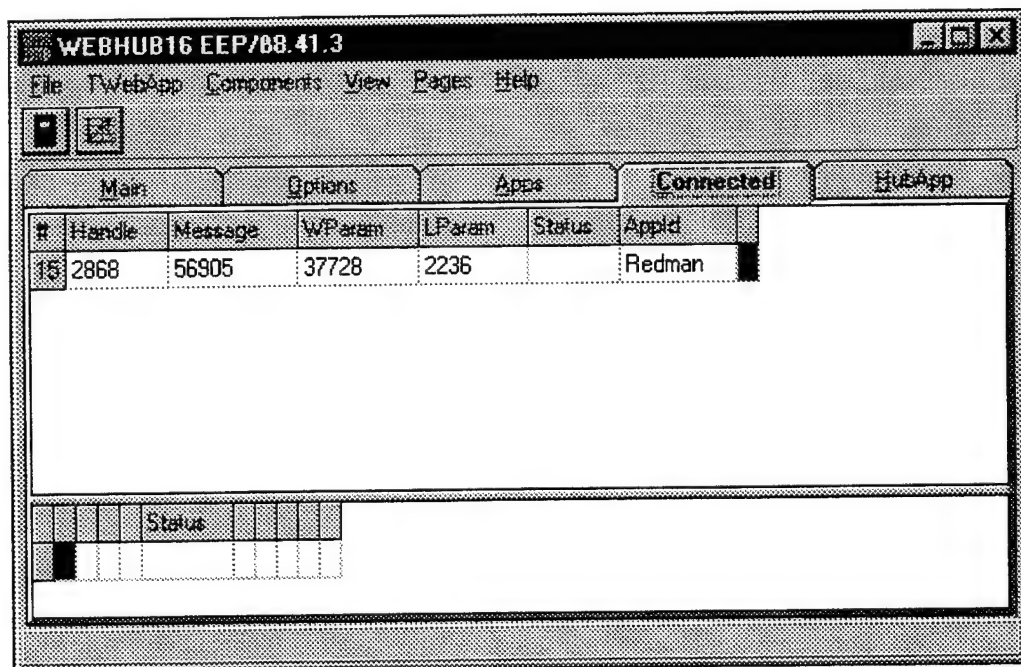 WEBHUB16 EEP/B8.41.3
File TWebApp Components View Pages Help
Main Options Apps Connected HubApp
# Handle Message WParam LParam Status AppId
15 2868 56905 37728 2236 Redman
Status